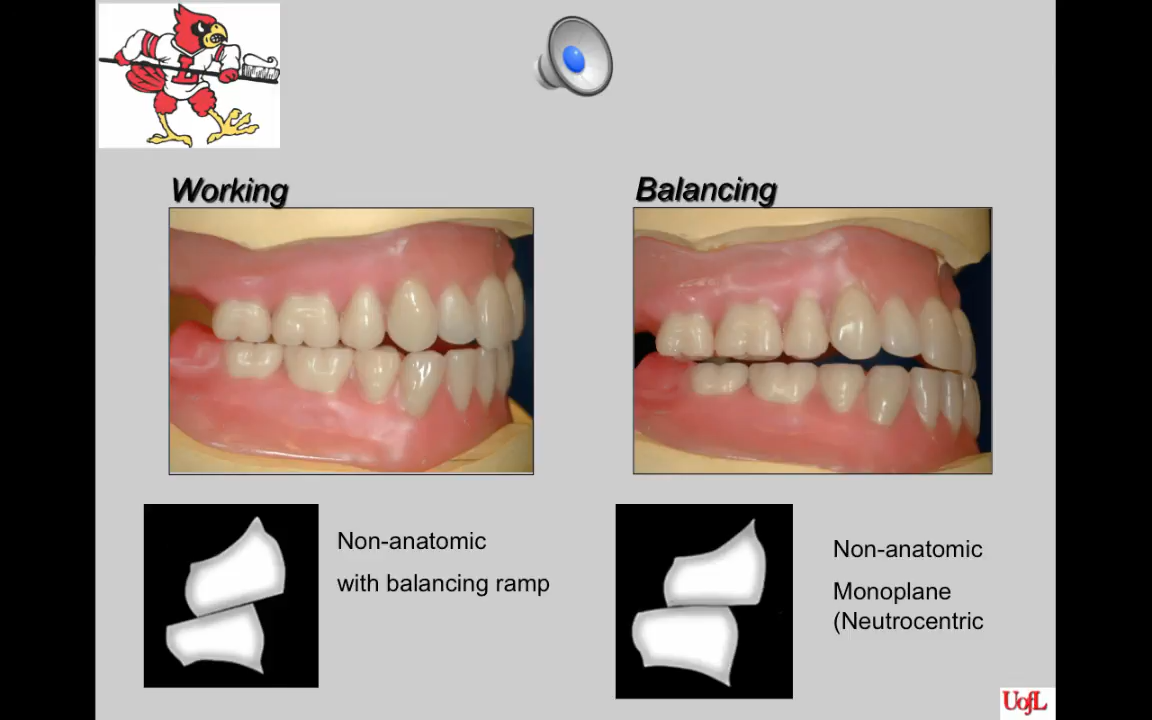 L
Working
Balancing
Non-anatomic
with balancing ramp
Non-anatomic
Monoplane
(Neutrocentric
UofL